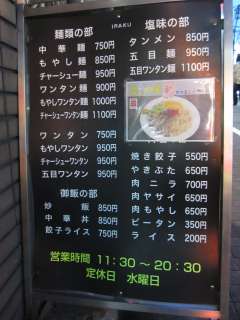 麺類の部
IRAKU
塩味の部
中華麺 750円
もやし麺 850円
チャーシュー麺 950円
ワンタン麺 900円
もやしワンタン麺 1000円
チャーシューワンタン麺 1100円
ワンタン 750円
もやしワンタン 850円
チャーシューワンタン 950円
五目ワンタン 950円
御飯の部
炒飯 850円
中華丼 850円
餃子ライス 750円
タンメン 850円
五目麺 950円
五目ワンタン麺 1100円
焼き餃子 550円
やきぶた 650円
肉ニラ 700円
肉ヤサイ 650円
肉もやし 650円
ピータン 350円
ライス 200円
営業時間 11:30~20:30
定休日 水曜日